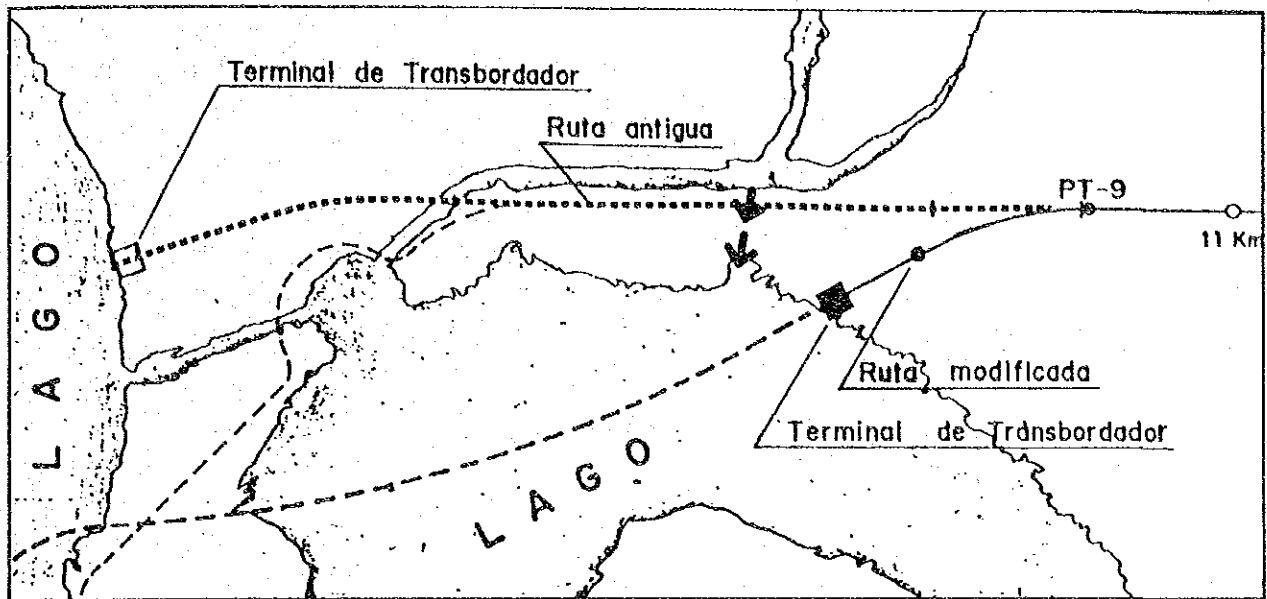 Terminal de Transbordador
Ruta antigua
PT-9
11 Km
LAGO
Ruta modificada
Terminal de Transbordador
LAGO